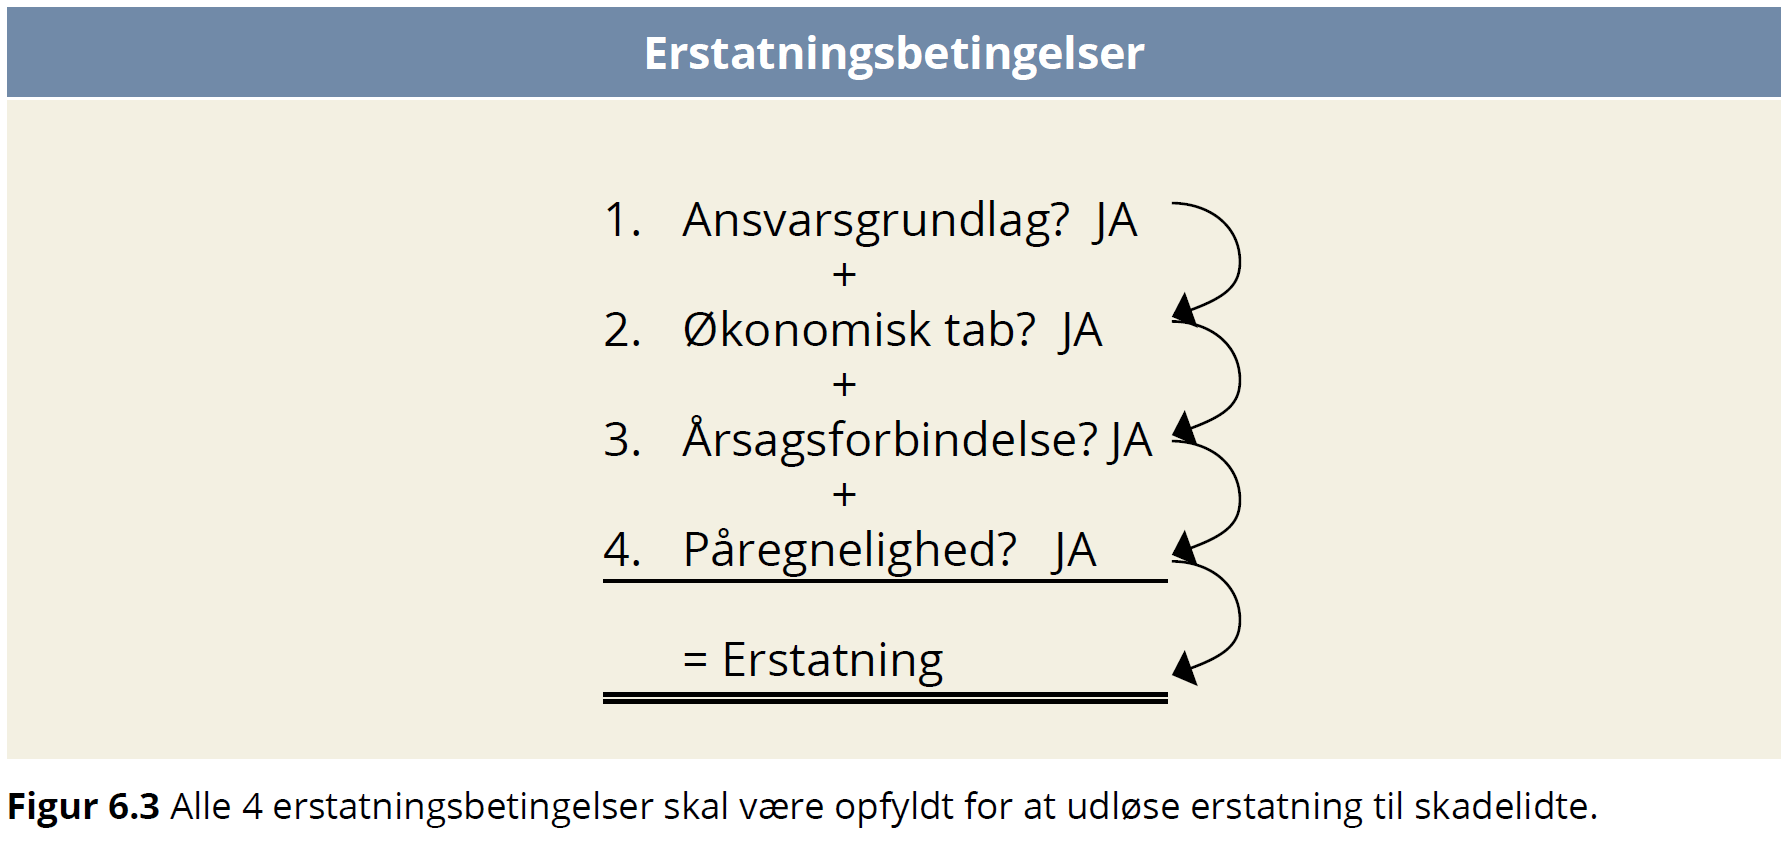 Erstatningsbetingelser
1. Ansvarsgrundlag? JA
+
2. Økonomisk tab? JA
+
3. Årsagsforbindelse? JA
+
4. Påregnelighed? JA
= Erstatning
Figur 6.3 Alle 4 erstatningsbetingelser skal være opfyldt for at udløse erstatning til skadelidte.